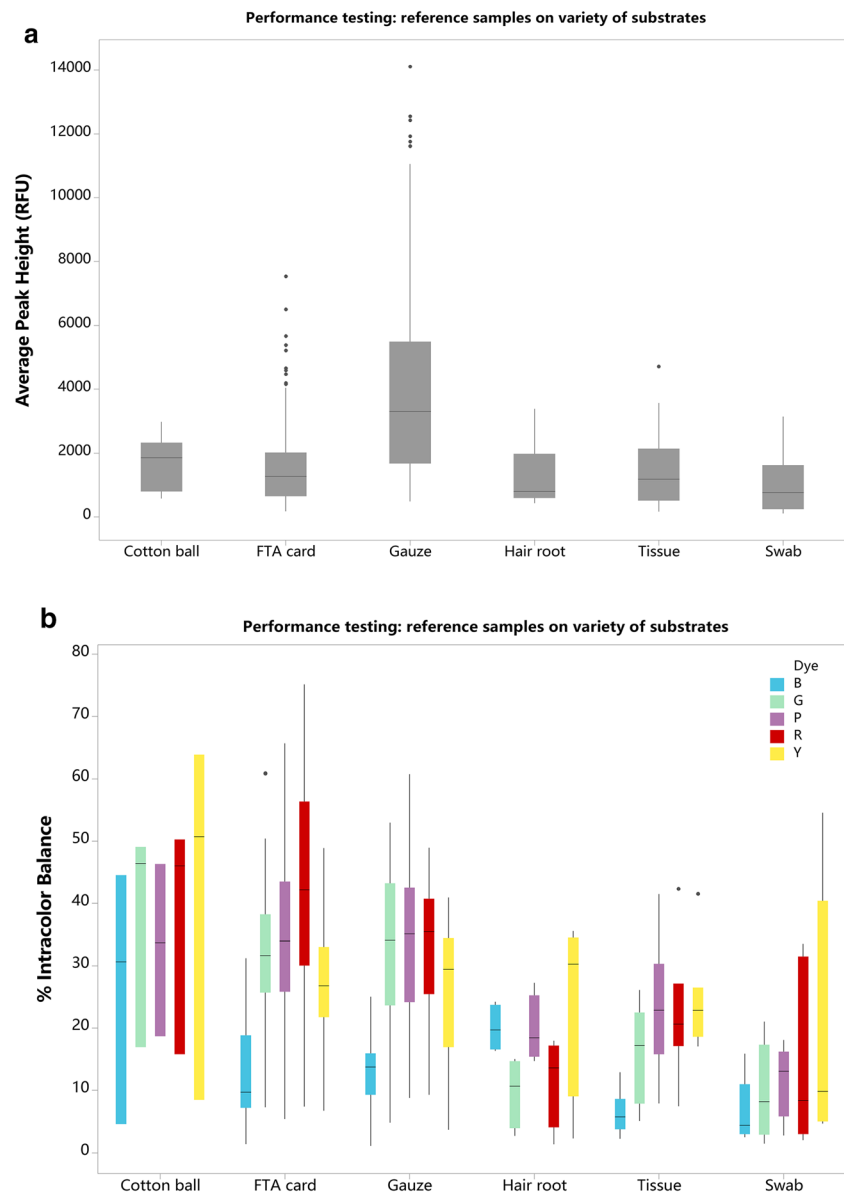 Performance testing: reference samples on variety of substrates
a
14000
12000
10000
8000
6000
4000
2000
0
Average Peak Height (RFU)
Cotton ball FTA card Gauze Hair root Tissue Swab
b
Performance testing: reference samples on variety of substrates
80
70
60
50
40
30
20
10
0
% Intracolor Balance
Dye
B
G
P
R
Y
Cotton ball FTA card Gauze Hair root Tissue Swab